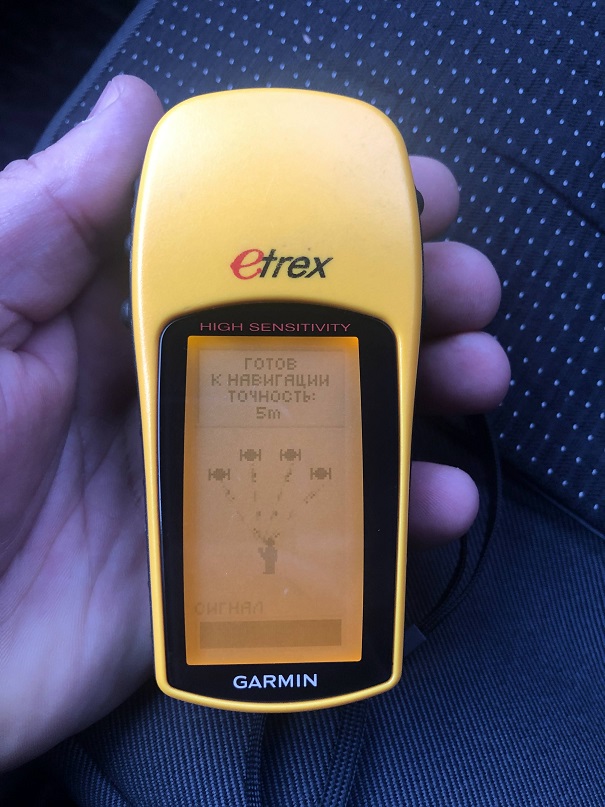 etrex
HIGH SENSITIVITY
ГОТОВ
К НАВИГАЦИИ
ТОЧНОСТЬ:
5m
СИГНАЛ
GARMIN